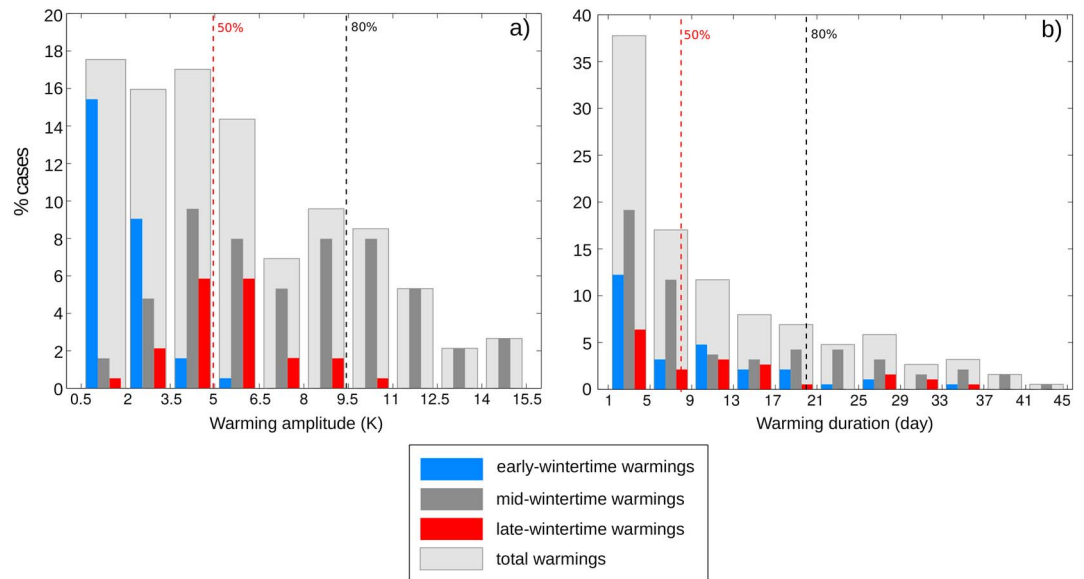 20
18
16
14
12
10
8
6
4
2
0
% cases
50%
80%
a)
0.5 2 3.5 5 6.5 8 9.5 11 12.5 14 15.5
Warming amplitude (K)
40
35
30
25
20
15
10
5
0
50%
80%
b)
1 5 9 13 17 21 25 29 33 37 41 45
Warming duration (day)
early-wintertime warmings
mid-wintertime warmings
late-wintertime warmings
total warmings